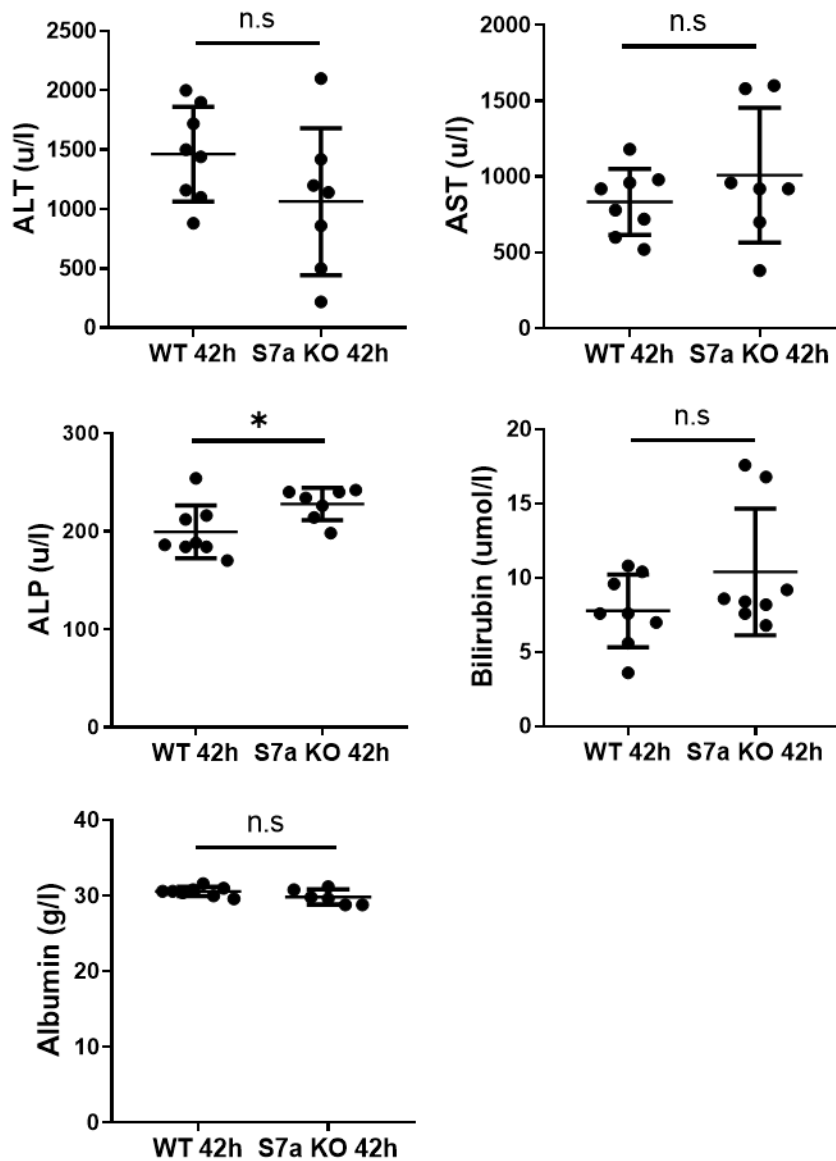 n.s
2500
2000
1500
1000
500
0
ALT (u/l)
WT 42h S7a KO 42h
n.s
2000
1500
1000
500
0
AST (u/l)
WT 42h S7a KO 42h
*
300
200
100
0
ALP (u/l)
WT 42h S7a KO 42h
n.s
20
15
10
5
0
Bilirubin (umol/l)
WT 42h S7a KO 42h
n.s
40
30
20
10
0
Albumin (g/l)
WT 42h S7a KO 42h